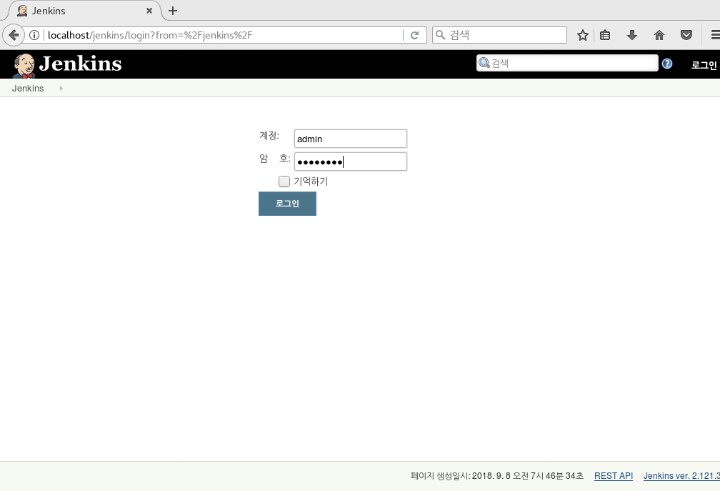 Jenkins
localhost/jenkins/login?from=%2Fjenkins%2F
검색
Jenkins
검색
로그인
Jenkins
계정: admin
암 호: ••••••••
기억하기
로그인
페이지 생성일시: 2018. 9. 8 오전 7시 46분 34초 REST API Jenkins ver. 2.121.3